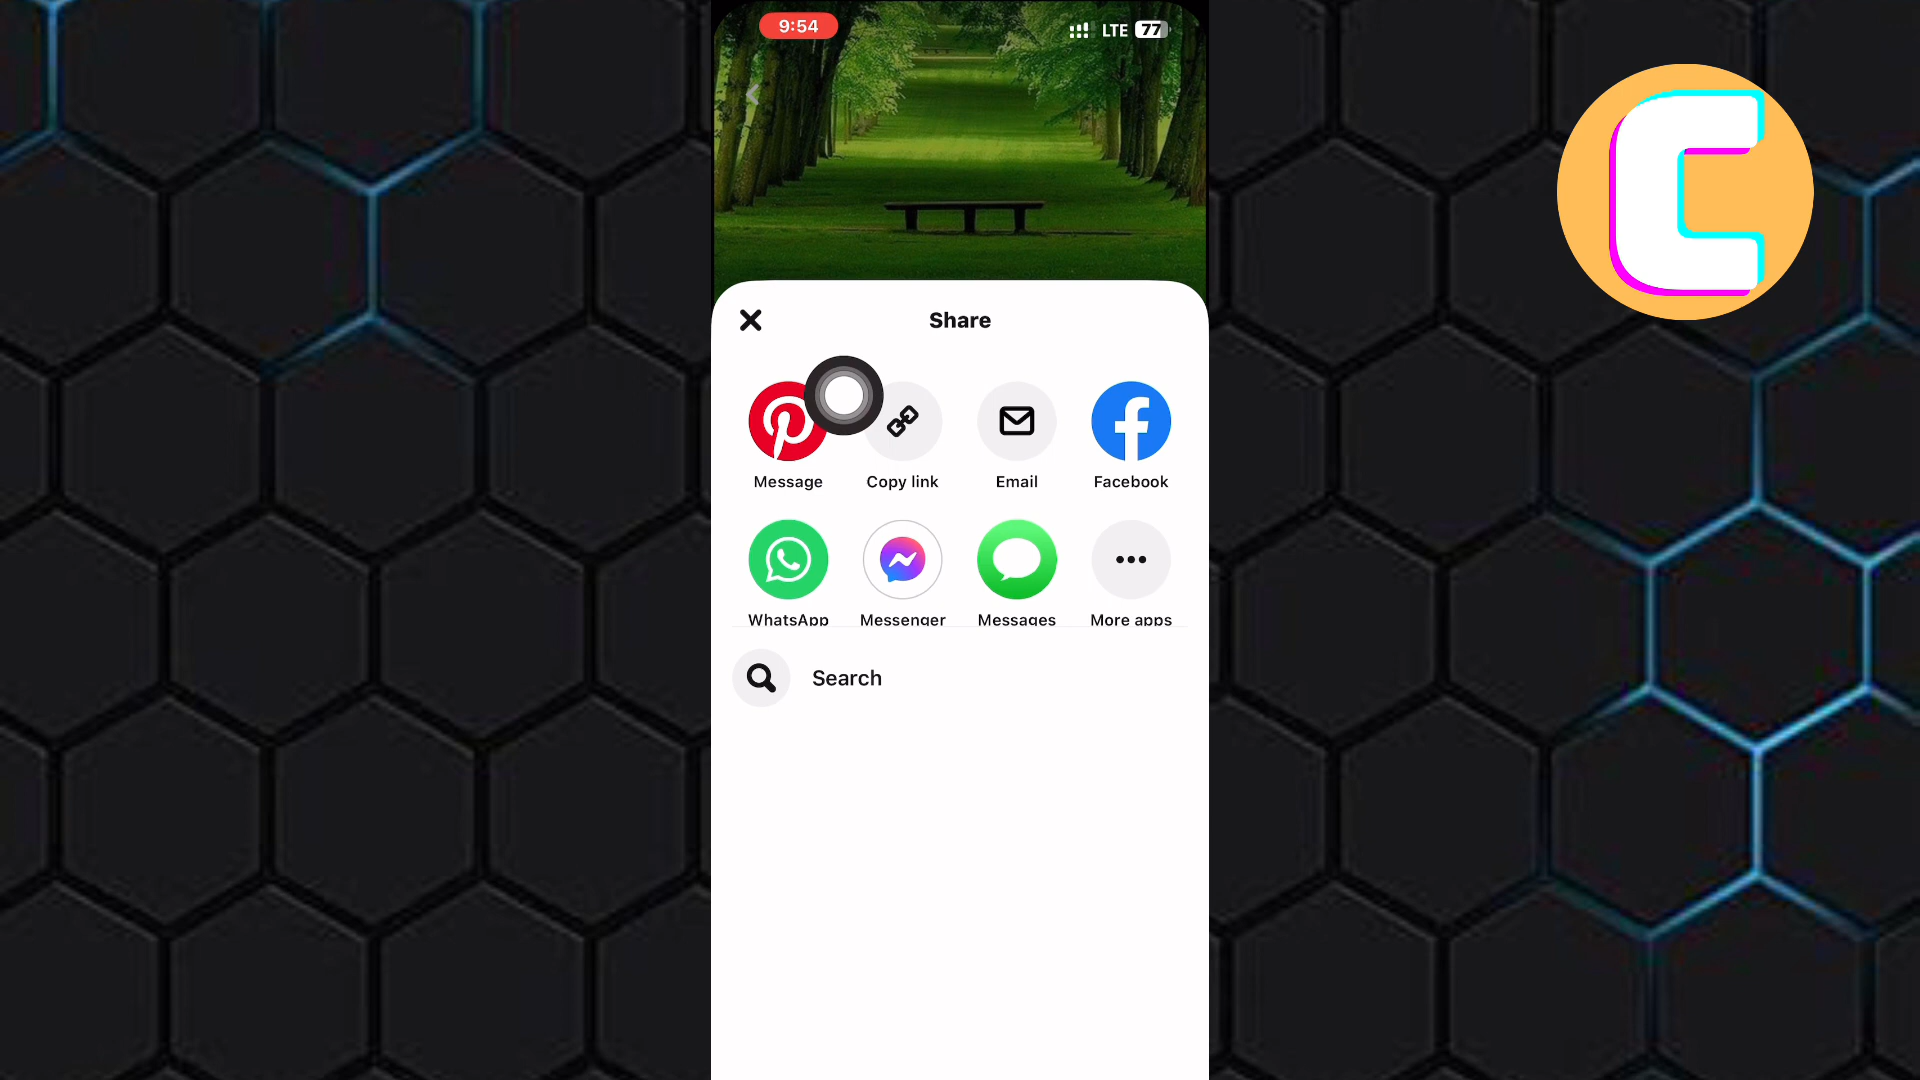 9:54 LTE 77
C
Share
Message Copy link Email Facebook
WhatsApp Messenger Messages More apps
Search